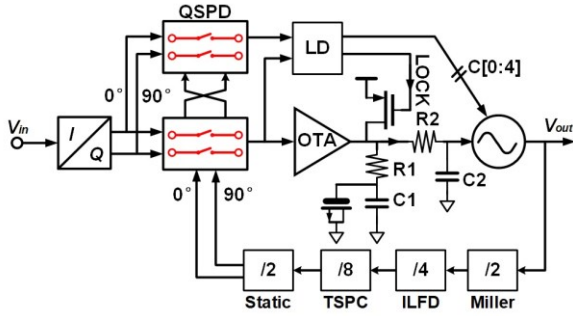 QSPD
LD
LOCK
C[0:4]
0°
90°
Vin
I
Q
OTA
R2
R1
C1
C2
Vout
0°
90°
/2
/8
/4
/2
Static
TSPC
ILFD
Miller